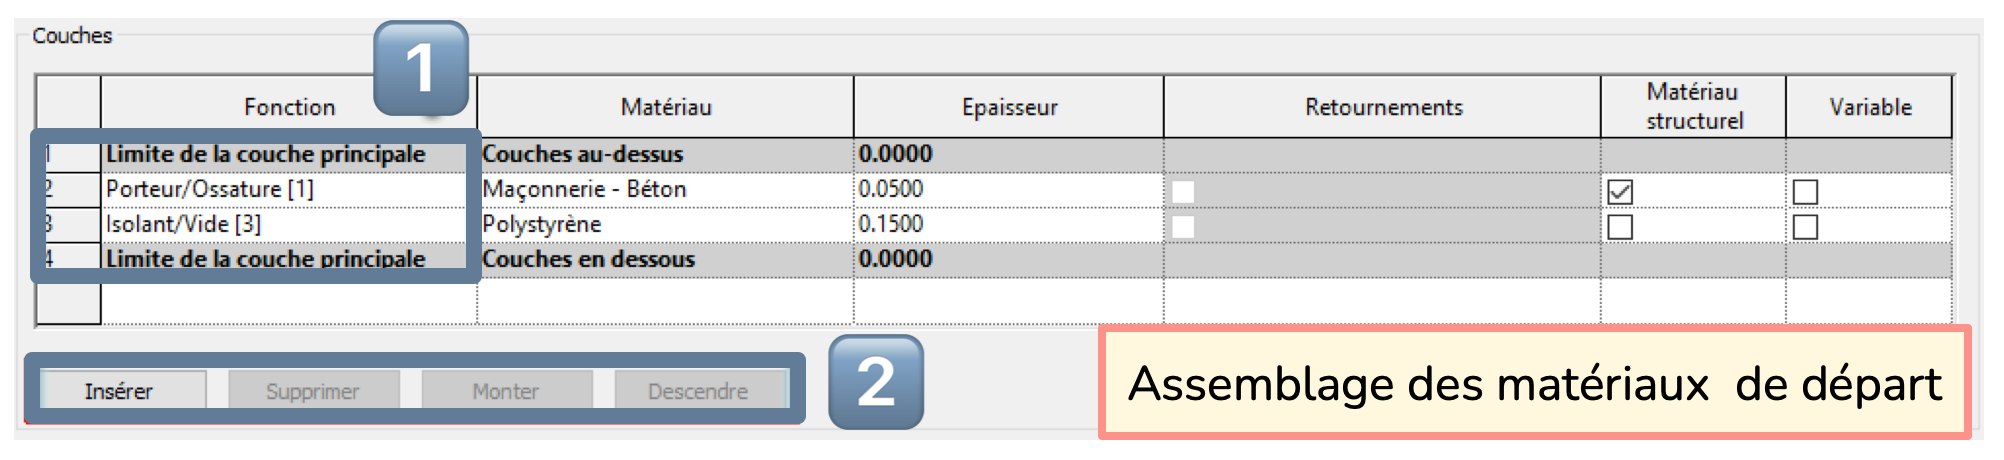 Couches
1
Fonction Matériau Epaisseur Retournements Matériau structurel Variable
1 Limite de la couche principale Couches au-dessus 0.0000
2 Porteur/Ossature [1] Maçonnerie - Béton 0.0500
3 Isolant/Vide [3] Polystyrène 0.1500
4 Limite de la couche principale Couches en dessous 0.0000
Insérer Supprimer Monter Descendre
2
Assemblage des matériaux de départ